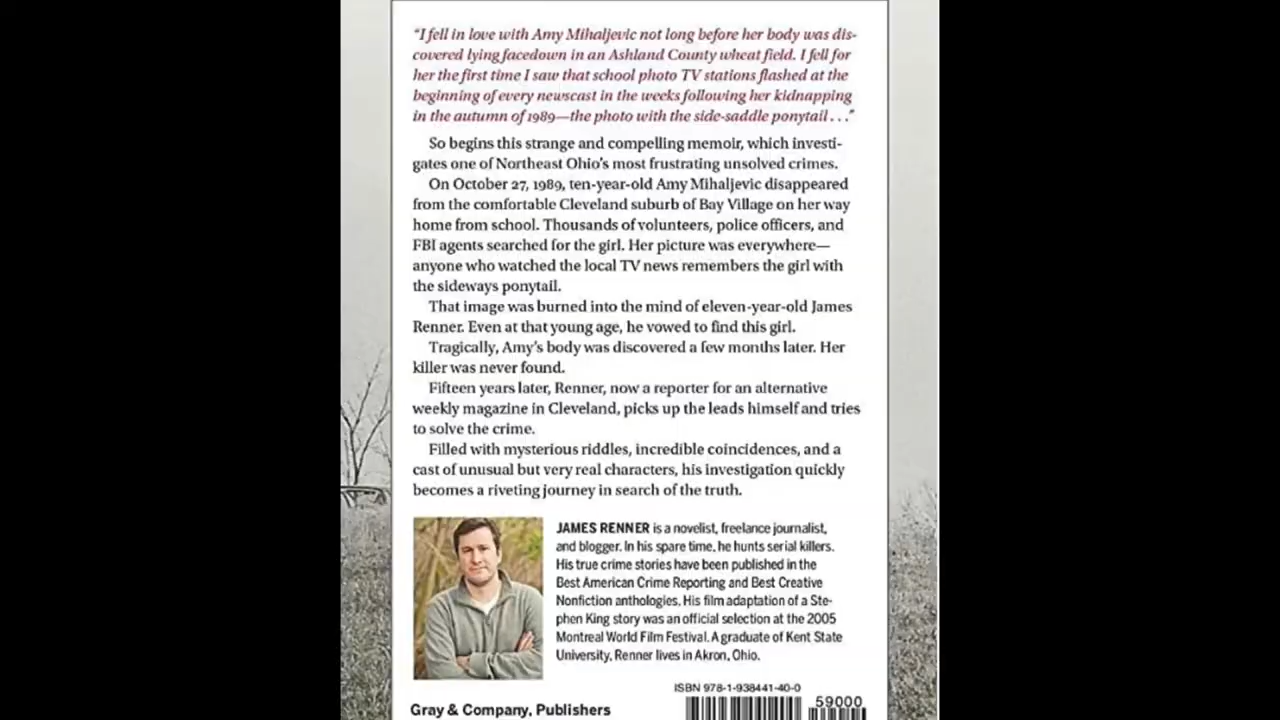 "I fell in love with Amy Mihaljevic not long before her body was dis-
covered lying facedown in an Ashland County wheat field. I fell for
her the first time I saw that school photo TV stations flashed at the
beginning of every newscast in the weeks following her kidnapping
in the autumn of 1989—the photo with the side-saddle ponytail . . ."
So begins this strange and compelling memoir, which investi-
gates one of Northeast Ohio's most frustrating unsolved crimes.
On October 27, 1989, ten-year-old Amy Mihaljevic disappeared
from the comfortable Cleveland suburb of Bay Village on her way
home from school. Thousands of volunteers, police officers, and
FBI agents searched for the girl. Her picture was everywhere—
anyone who watched the local TV news remembers the girl with
the sideways ponytail.
That image was burned into the mind of eleven-year-old James
Renner. Even at that young age, he vowed to find this girl.
Tragically, Amy's body was discovered a few months later. Her
killer was never found.
Fifteen years later, Renner, now a reporter for an alternative
weekly magazine in Cleveland, picks up the leads himself and tries
to solve the crime.
Filled with mysterious riddles, incredible coincidences, and a
cast of unusual but very real characters, his investigation quickly
becomes a riveting journey in search of the truth.
JAMES RENNER is a novelist, freelance journalist,
and blogger. In his spare time, he hunts serial killers.
His true crime stories have been published in the
Best American Crime Reporting and Best Creative
Nonfiction anthologies. His film adaptation of a Ste-
phen King story was an official selection at the 2005
Montreal World Film Festival. A graduate of Kent State
University, Renner lives in Akron, Ohio.
ISBN 978-1-938441-40-0
59000
Gray & Company, Publishers